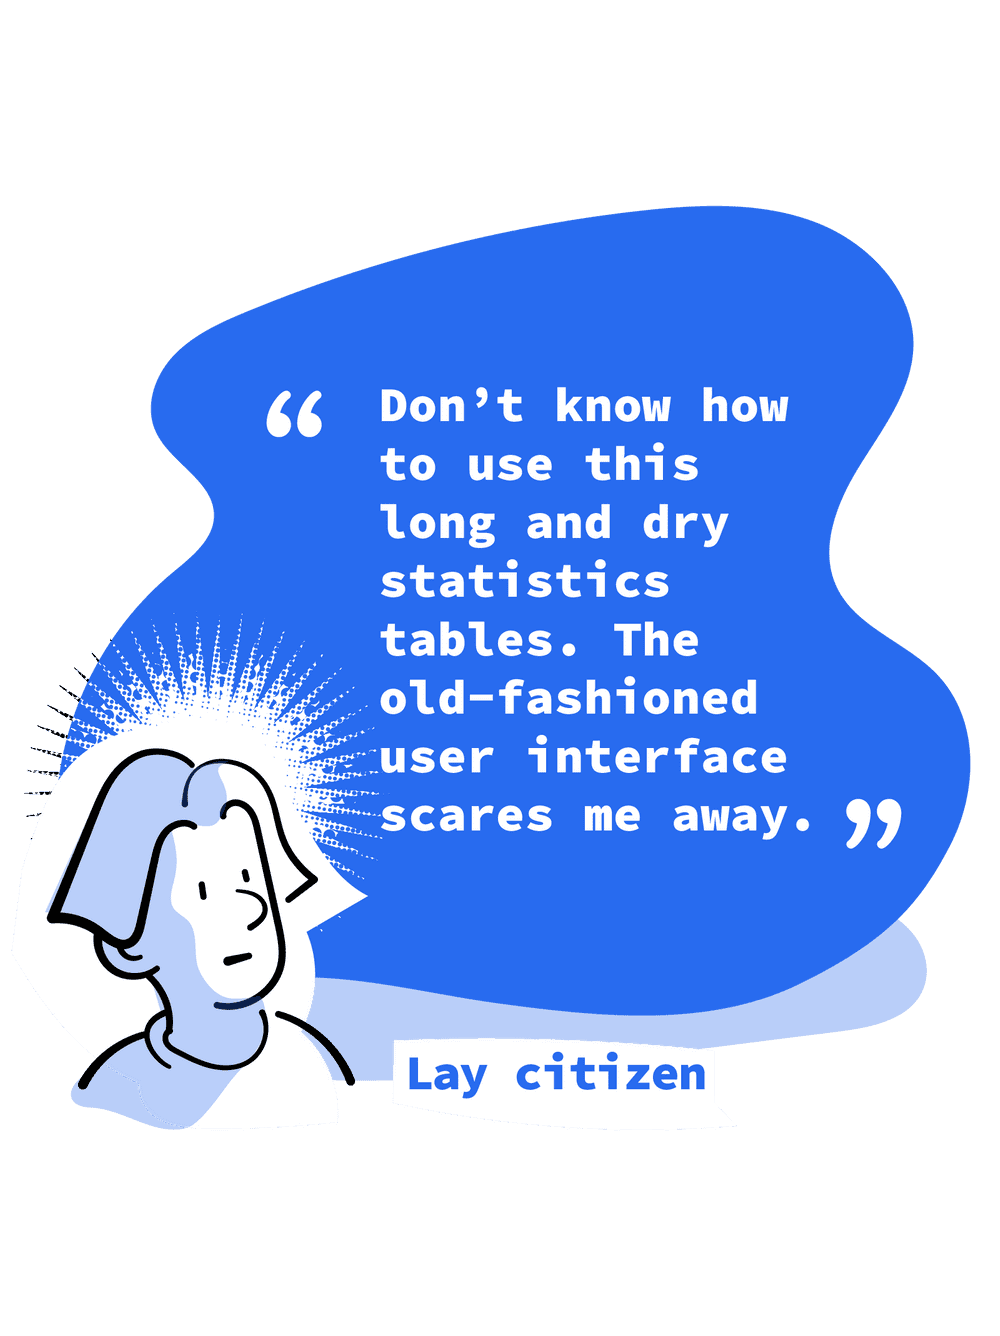 “ Don’t know how
to use this
long and dry
statistics
tables. The
old-fashioned
user interface
scares me away. ”
Lay citizen